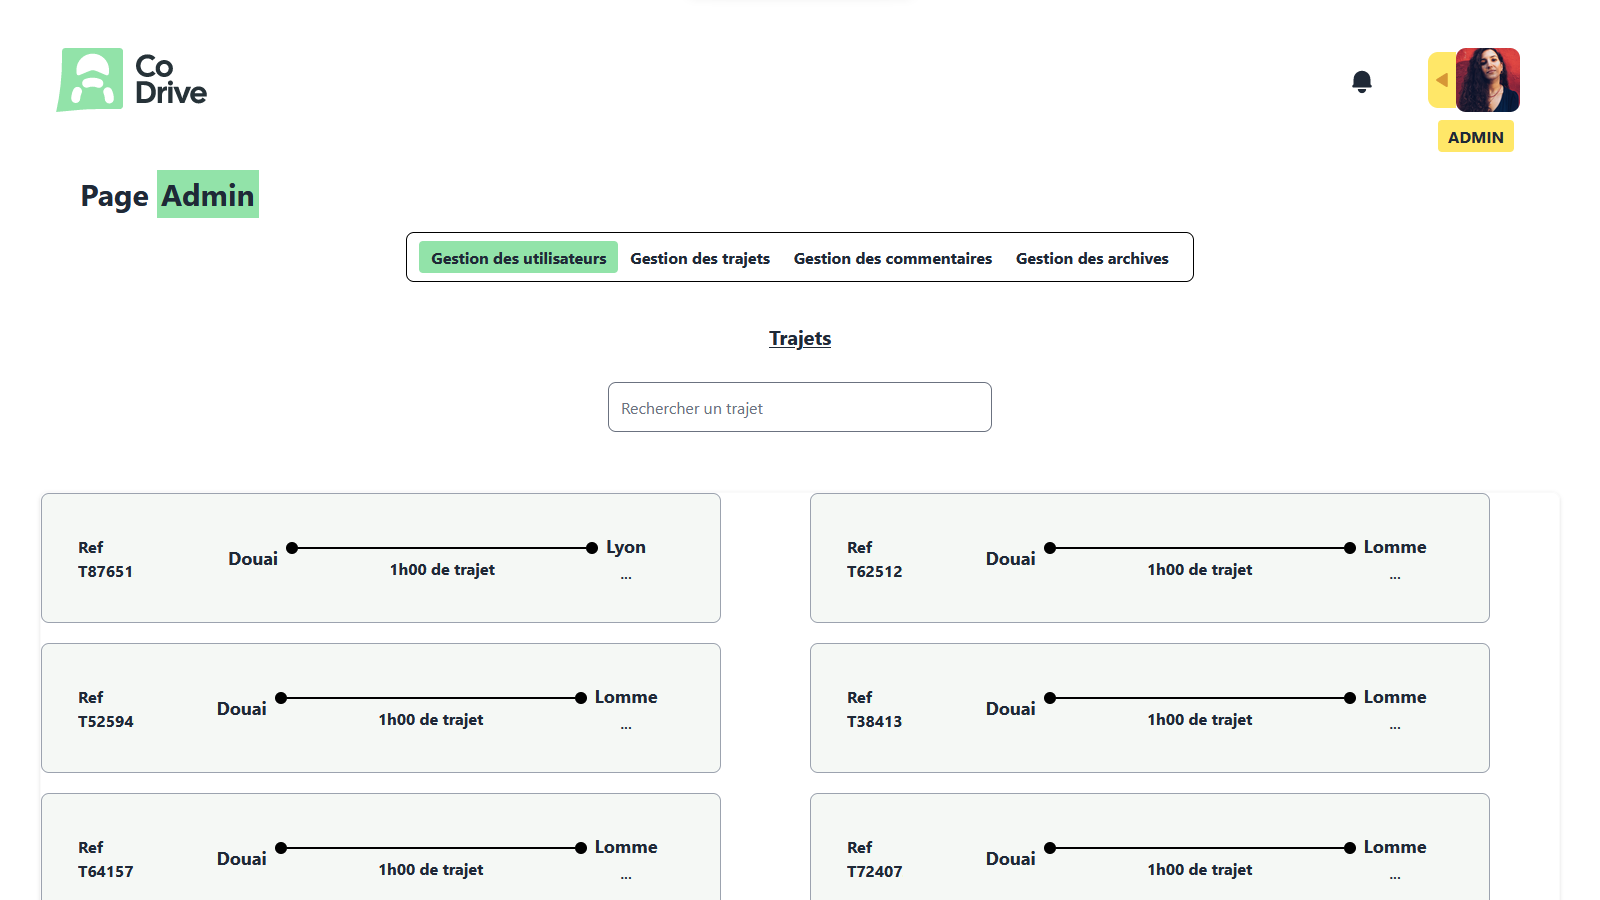 Co
Drive
ADMIN
Page Admin
Gestion des utilisateurs Gestion des trajets Gestion des commentaires Gestion des archives
Trajets
Rechercher un trajet
Ref
T87651
Douai
1h00 de trajet
Lyon
...
Ref
T62512
Douai
1h00 de trajet
Lomme
...
Ref
T52594
Douai
1h00 de trajet
Lomme
...
Ref
T38413
Douai
1h00 de trajet
Lomme
...
Ref
T64157
Douai
1h00 de trajet
Lomme
...
Ref
T72407
Douai
1h00 de trajet
Lomme
...